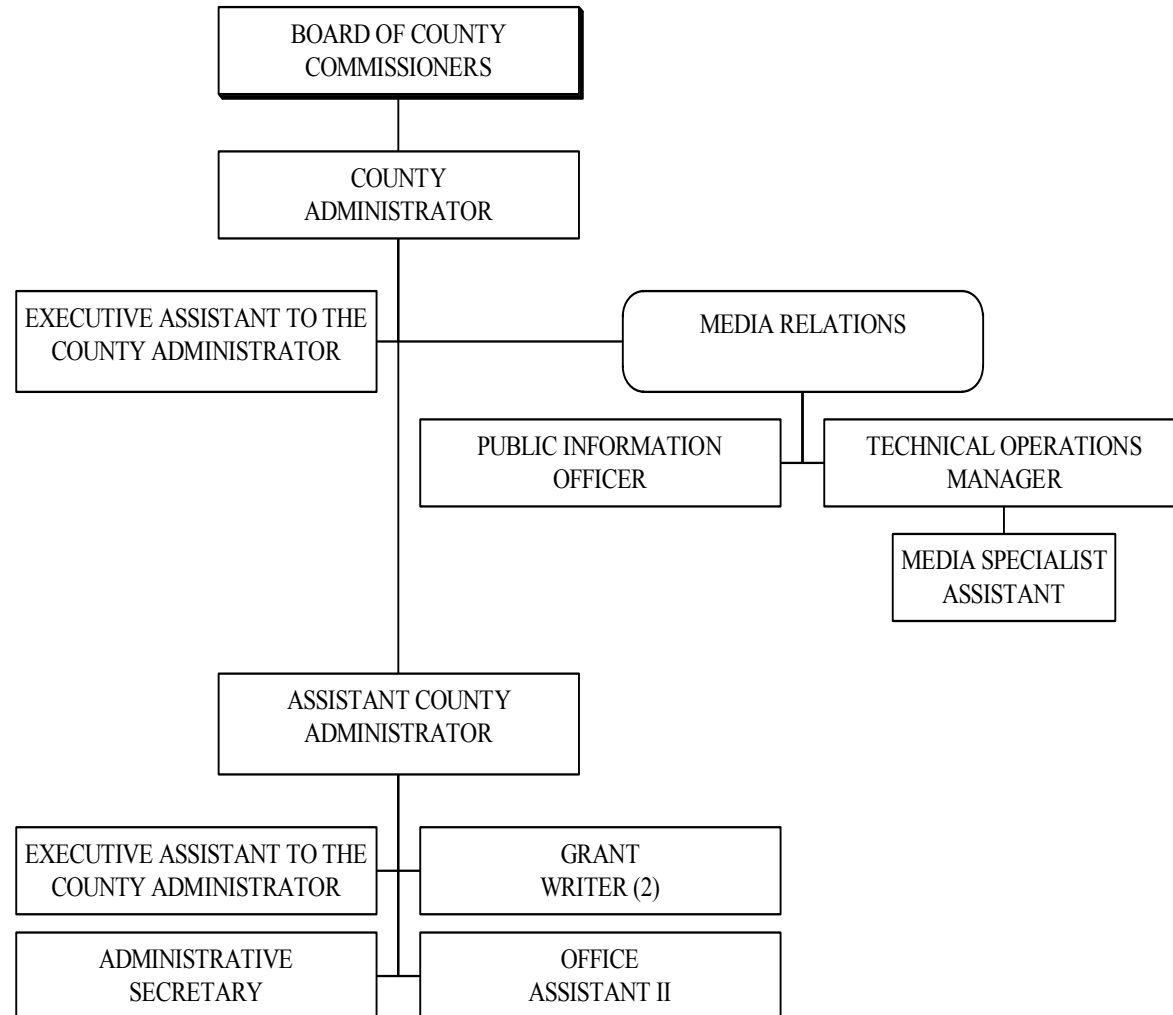 BOARD OF COUNTY
COMMISSIONERS
COUNTY
ADMINISTRATOR
EXECUTIVE ASSISTANT TO THE
COUNTY ADMINISTRATOR
MEDIA RELATIONS
PUBLIC INFORMATION
OFFICER
TECHNICAL OPERATIONS
MANAGER
MEDIA SPECIALIST
ASSISTANT
ASSISTANT COUNTY
ADMINISTRATOR
EXECUTIVE ASSISTANT TO THE
COUNTY ADMINISTRATOR
GRANT
WRITER (2)
ADMINISTRATIVE
SECRETARY
OFFICE
ASSISTANT II